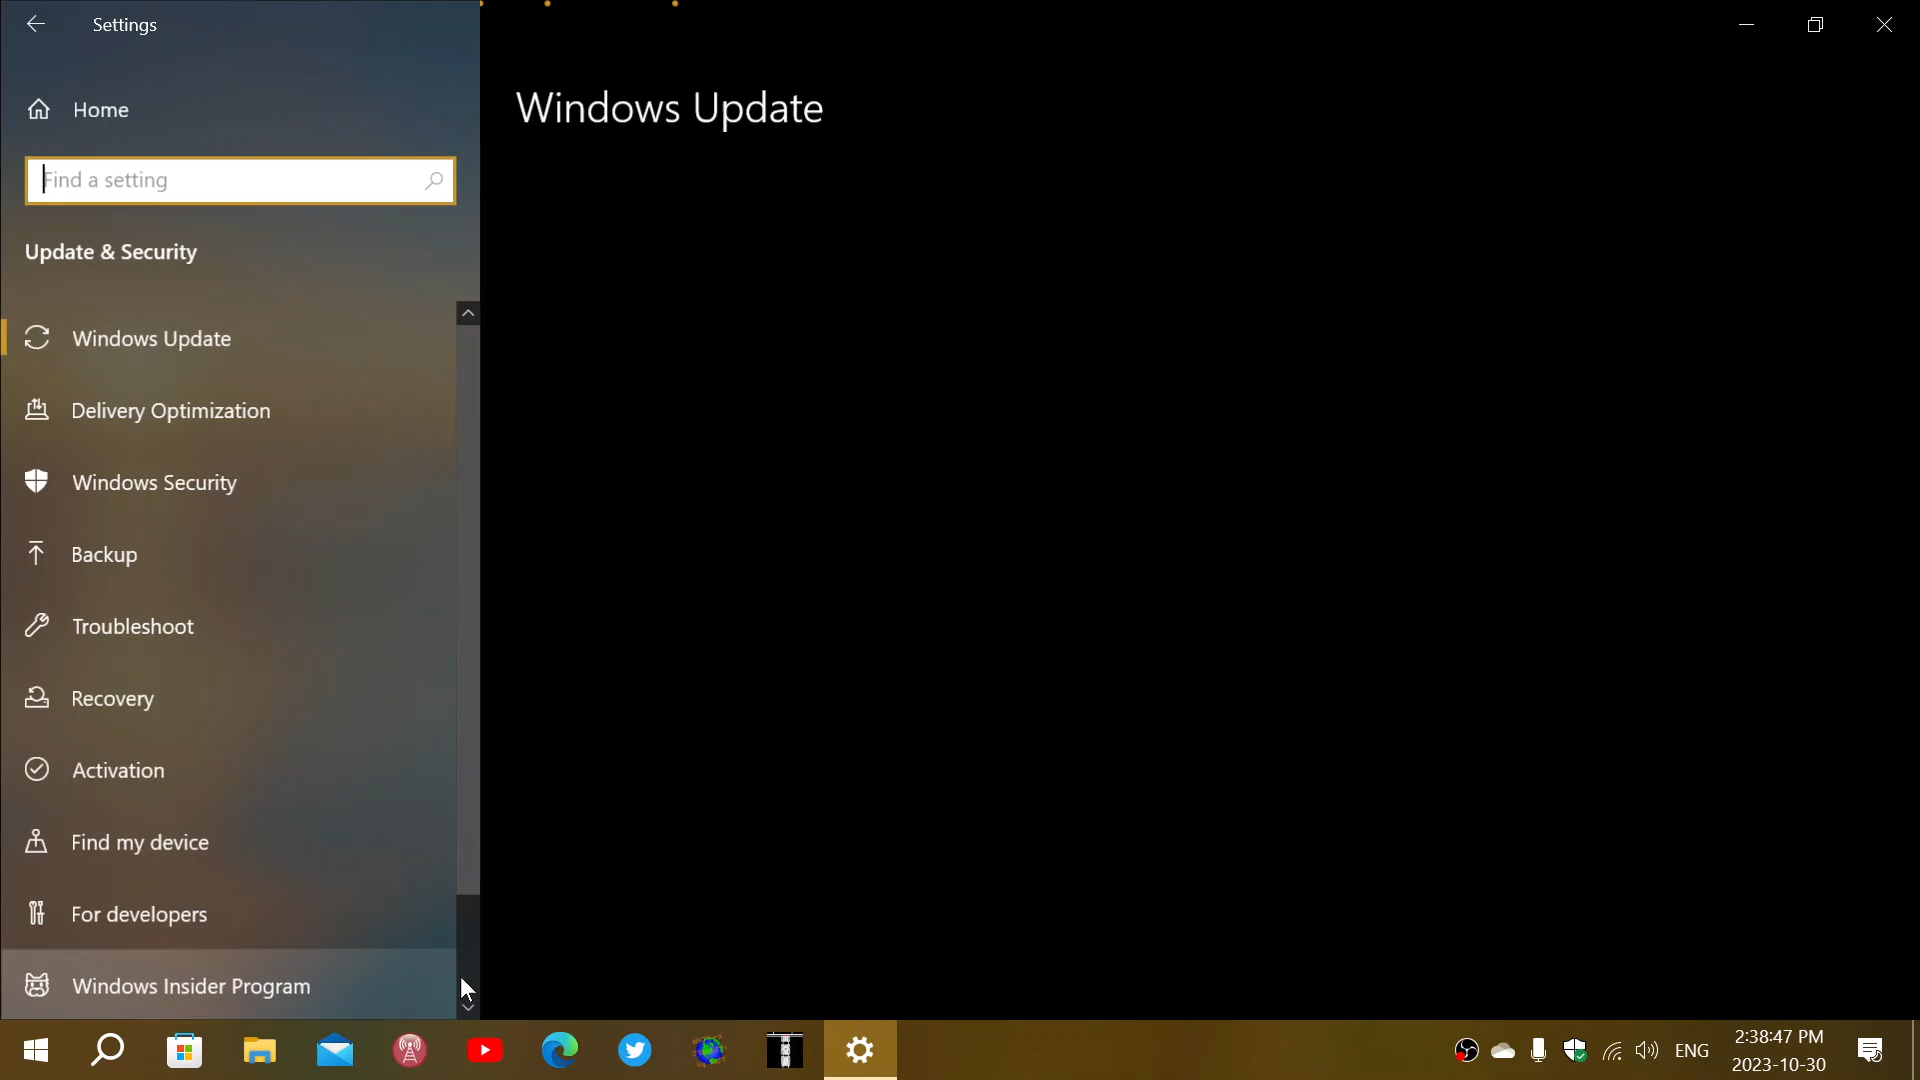 Settings
Home
Find a setting
Update & Security
Windows Update
Delivery Optimization
Windows Security
Backup
Troubleshoot
Recovery
Activation
Find my device
For developers
Windows Insider Program
Windows Update
ENG
2:38:47 PM
2023-10-30